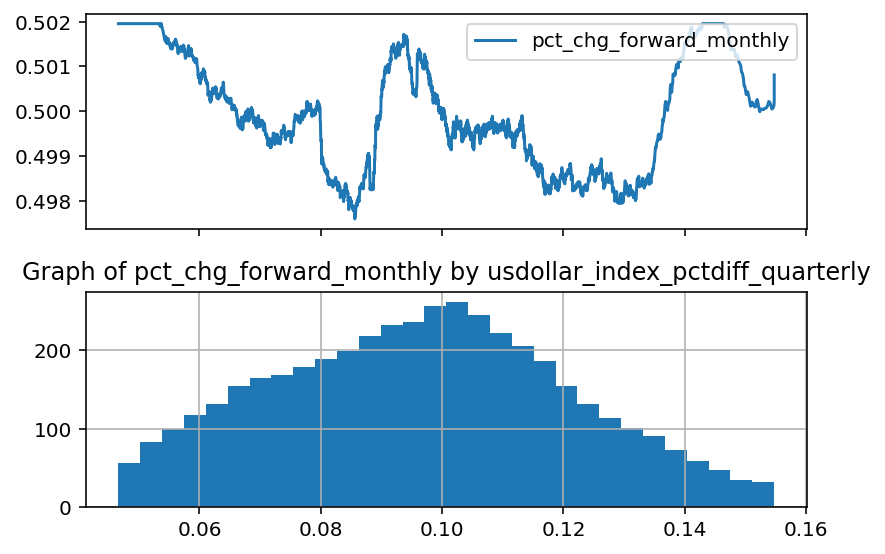 0.502
pct_chg_forward_monthly
0.501
0.500
0.499
0.498
Graph of pct_chg_forward_monthly by usdollar_index_pctdiff_quarterly
200
100
0
0.06 0.08 0.10 0.12 0.14 0.16